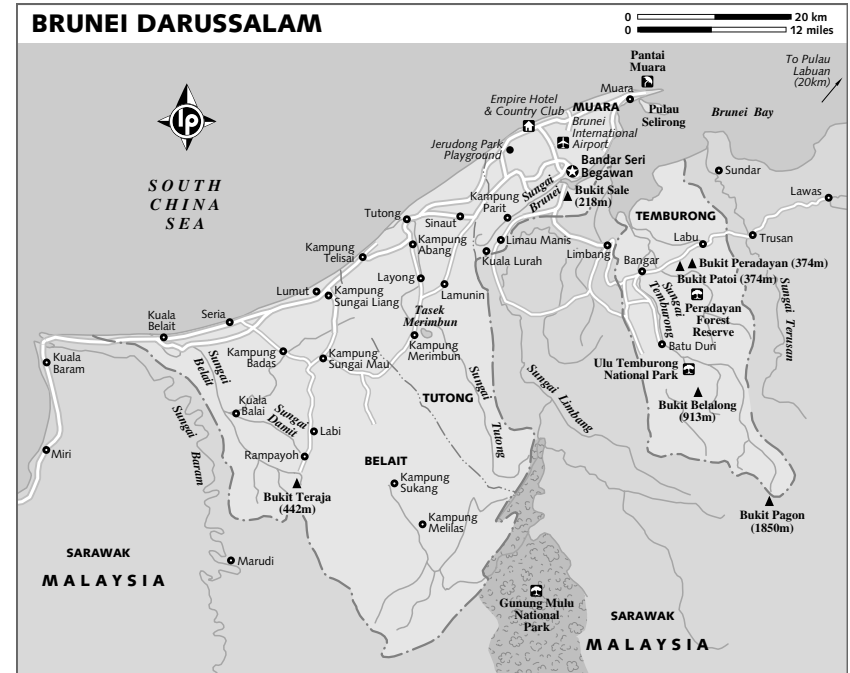 BRUNEI DARUSSALAM
0 20 km
0 12 miles
Pantai
Muara
To Pulau
Labuan
(20km)
Muara
Empire Hotel
& Country Club
MUARA
Pulau
Selirong
Brunei Bay
Brunei
International
Airport
lp
Jerudong Park
Playground
Bandar Seri
Begawan
Sundar
SOUTH
CHINA
SEA
Kampung
Parit
Sungai
Brunei
Bukit Sale
(218m)
Lawas
Tutong
Sinaut
TEMBURONG
Kampung
Telisai
Kampung
Abang
Limau Manis
Kuala Lurah
Limbang
Labu
Trusan
Bangar
Bukit Peradayan (374m)
Bukit Patoi (374m)
Layong
Lamunin
Lumut
Kampung
Sungai Liang
Tasek
Merimbun
Sungai
Temburong
Peradayan
Forest
Reserve
Sungai Terusan
Kuala
Belait
Seria
Kampung
Merimbun
Batu Duri
Kuala
Baram
Kampung
Badas
Kampung
Sungai Mau
Sungai
Belait
Ulu Temburong
National Park
Sungai Limbang
Sungai
Tutong
TUTONG
Bukit Belalong
(913m)
Kuala
Balai
Sungai
Damit
Labi
Sungai Baram
Miri
Rampayoh
BELAIT
Kampung
Sukang
Bukit Teraja
(442m)
Bukit Pagon
(1850m)
Kampung
Melilas
SARAWAK
MALAYSIA
Marudi
Gunung Mulu
National
Park
SARAWAK
MALAYSIA